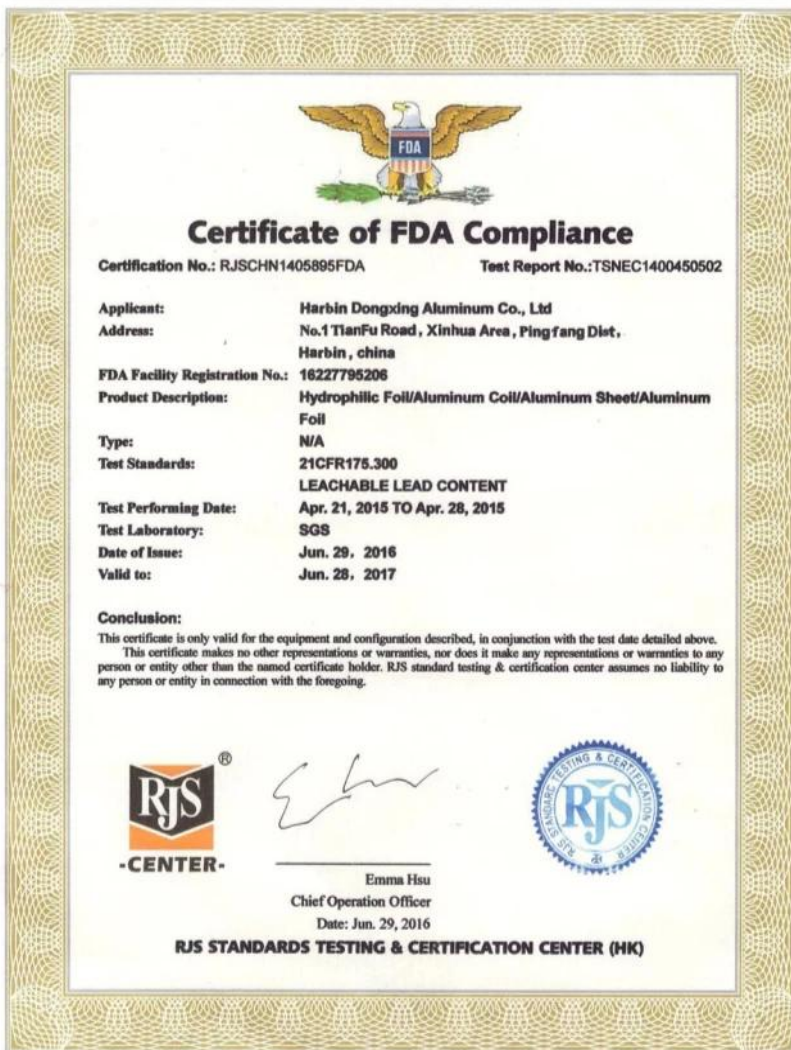 FDA
Certificate of FDA Compliance
Certification No.: RJSCHN1405895FDA Test Report No.:TSNEC1400450502
Applicant: Harbin Dongxing Aluminum Co., Ltd
Address: No.1 TianFu Road, Xinhua Area, Pingfang Dist,
Harbin, china
FDA Facility Registration No.: 16227795206
Product Description: Hydrophilic Foil/Aluminum Coil/Aluminum Sheet/Aluminum
Foil
Type: N/A
Test Standards: 21CFR175.300
LEACHABLE LEAD CONTENT
Test Performing Date: Apr. 21, 2015 TO Apr. 28, 2015
Test Laboratory: SGS
Date of Issue: Jun. 29, 2016
Valid to: Jun. 28, 2017
Conclusion:
This certificate is only valid for the equipment and configuration described, in conjunction with the test date detailed above.
This certificate makes no other representations or warranties, nor does it make any representations or warranties to any
person or entity other than the named certificate holder. RJS standard testing & certification center assumes no liability to
any person or entity in connection with the foregoing.
RJS ®
-CENTER-
RJS STANDARC TESTING & CERTIFICATION CENTER
RJS
Emma Hsu
Chief Operation Officer
Date: Jun. 29, 2016
RJS STANDARDS TESTING & CERTIFICATION CENTER (HK)